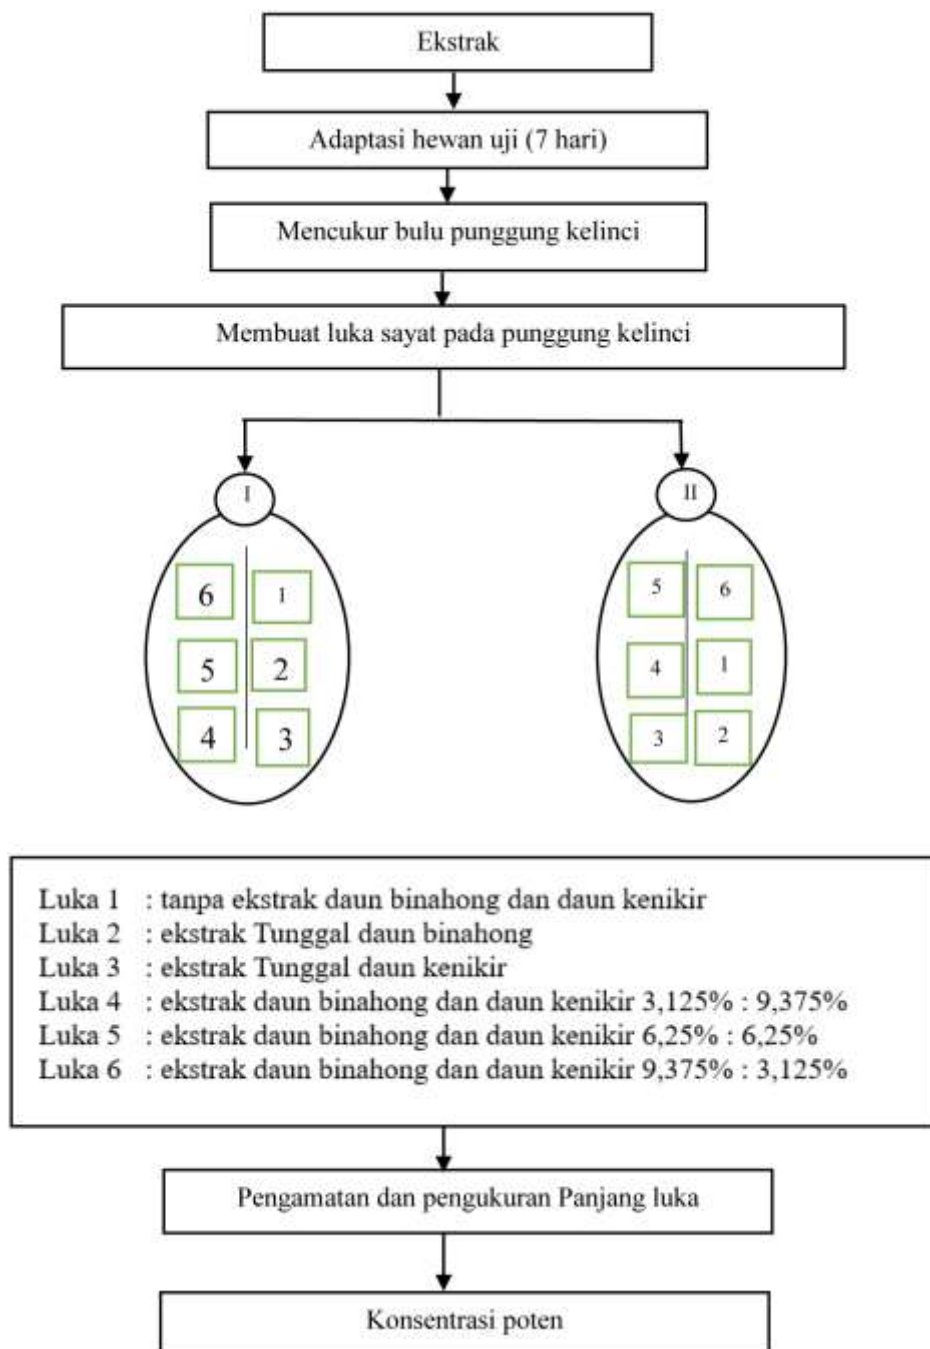 Ekstrak
Adaptasi hewan uji (7 hari)
Mencukur bulu punggung kelinci
Membuat luka sayat pada punggung kelinci
I
6 1
5 2
4 3
II
5 6
4 1
3 2
Luka 1 : tanpa ekstrak daun binahong dan daun kenikir
Luka 2 : ekstrak Tunggal daun binahong
Luka 3 : ekstrak Tunggal daun kenikir
Luka 4 : ekstrak daun binahong dan daun kenikir 3,125% : 9,375%
Luka 5 : ekstrak daun binahong dan daun kenikir 6,25% : 6,25%
Luka 6 : ekstrak daun binahong dan daun kenikir 9,375% : 3,125%
Pengamatan dan pengukuran Panjang luka
Konsentrasi poten